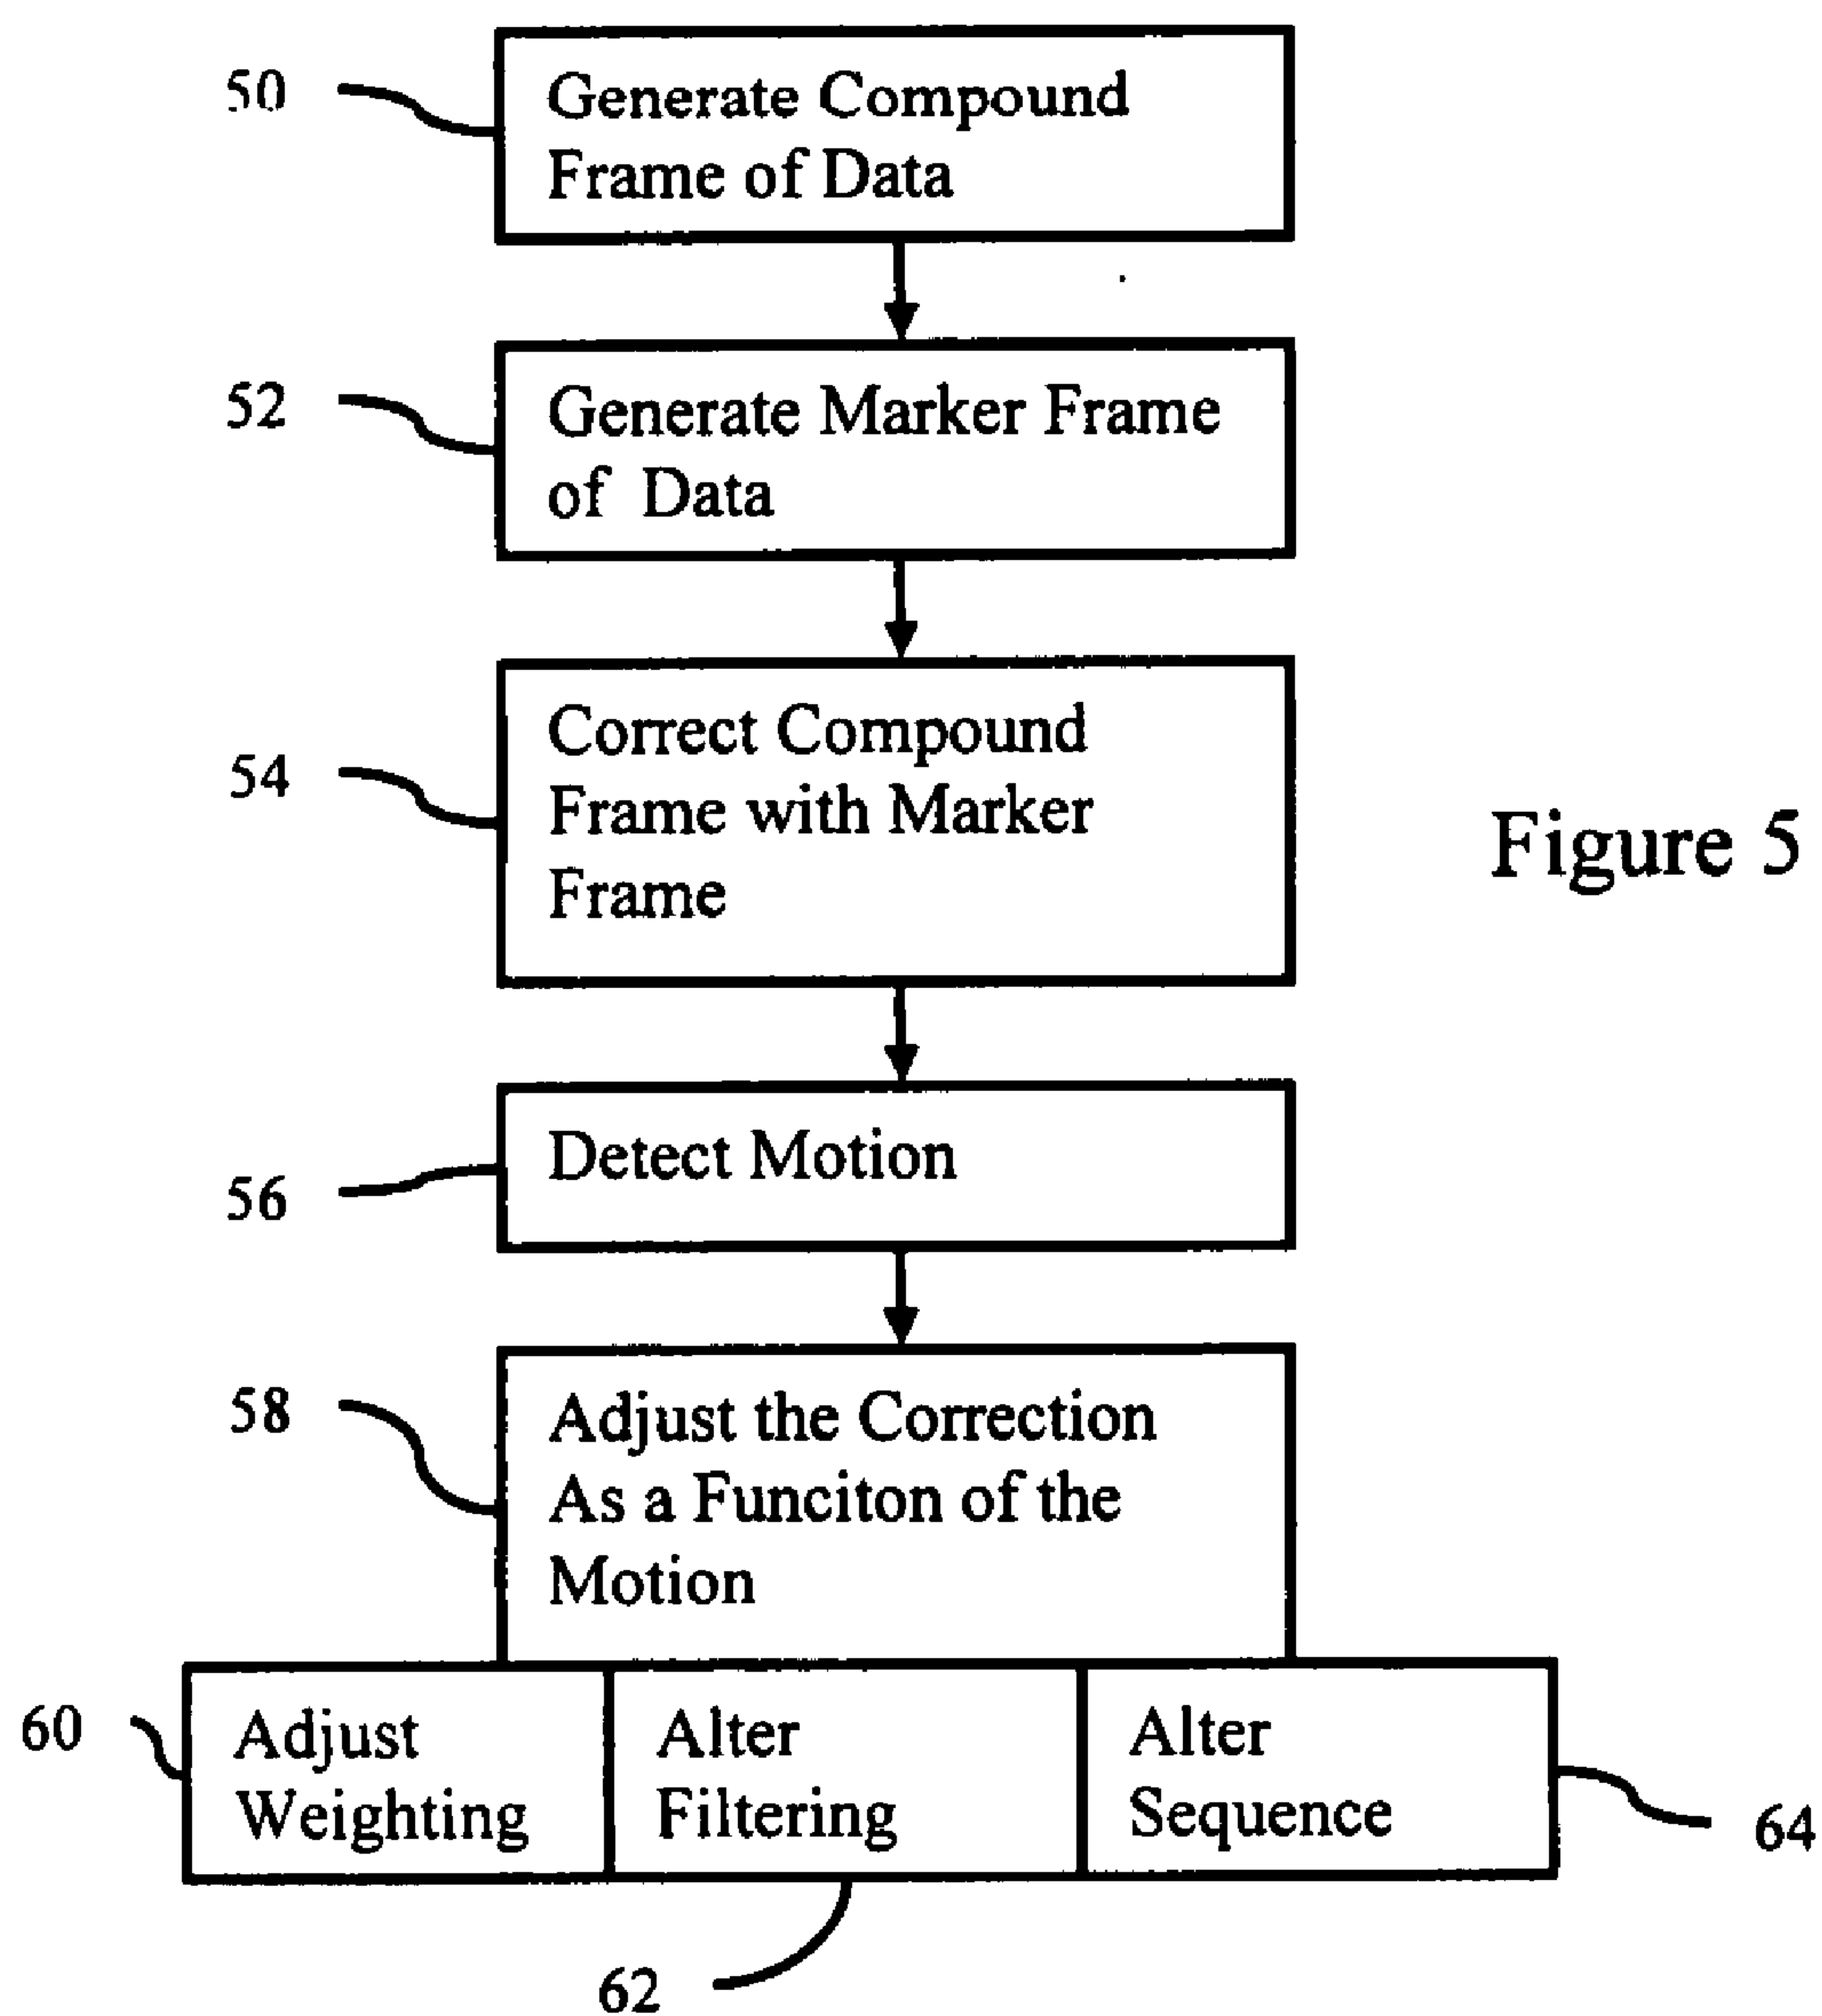 50
Generate Compound
Frame of Data
52
Generate Marker Frame
of Data
54
Correct Compound
Frame with Marker
Frame
Figure 5
56
Detect Motion
58
Adjust the Correction
As a Funciton of the
Motion
60
Adjust
Weighting
Alter
Filtering
Alter
Sequence
64
62